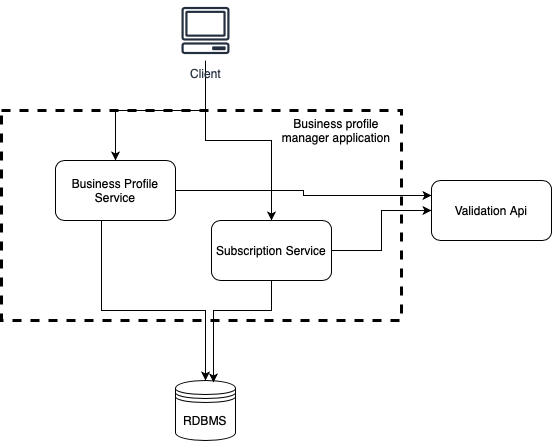 Client
Business profile
manager application
Business Profile
Service
Validation Api
Subscription Service
RDBMS